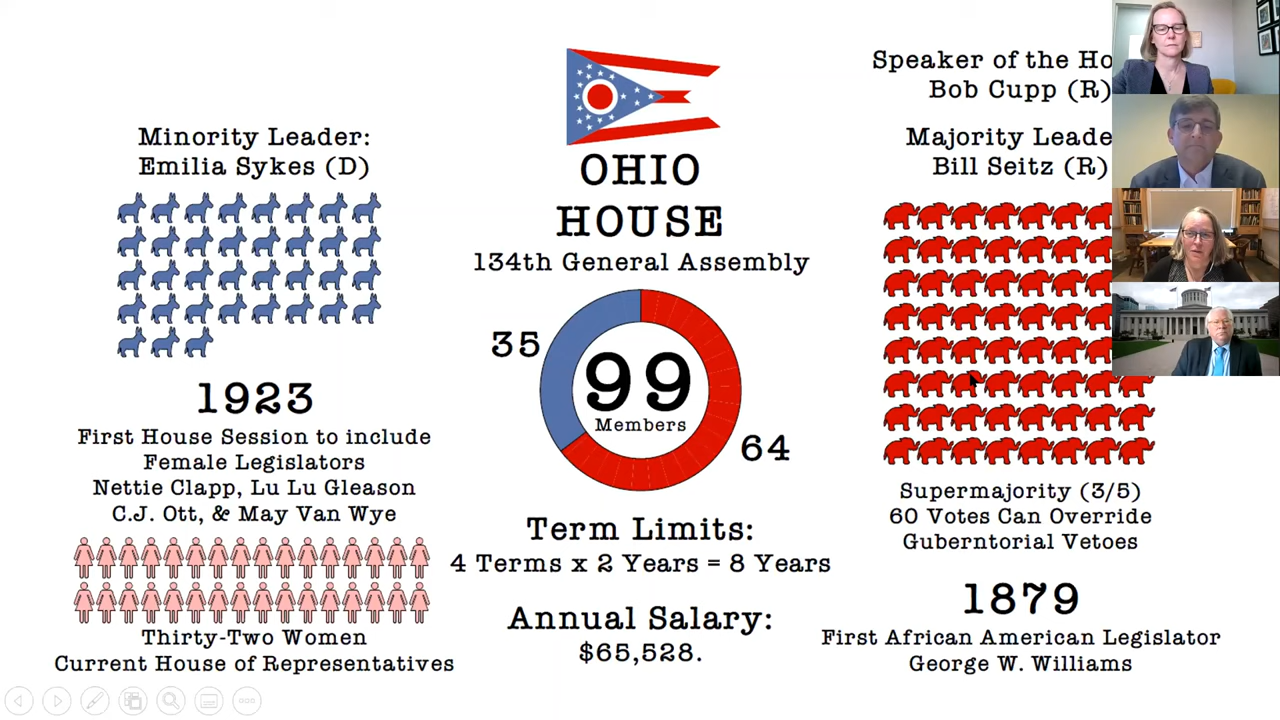 Minority Leader:
Emilia Sykes (D)
1923
First House Session to include
Female Legislators
Nettie Clapp, Lu Lu Gleason
C.J. Ott, & May Van Wye
Thirty-Two Women
Current House of Representatives
OHIO
HOUSE
134th General Assembly
35
99
Members
64
Term Limits:
4 Terms x 2 Years = 8 Years
Annual Salary:
$65,528.
Speaker of the Ho
Bob Cupp (R)
Majority Leade
Bill Seitz (R)
Supermajority (3/5)
60 Votes Can Override
Guberntorial Vetoes
1879
First African American Legislator
George W. Williams